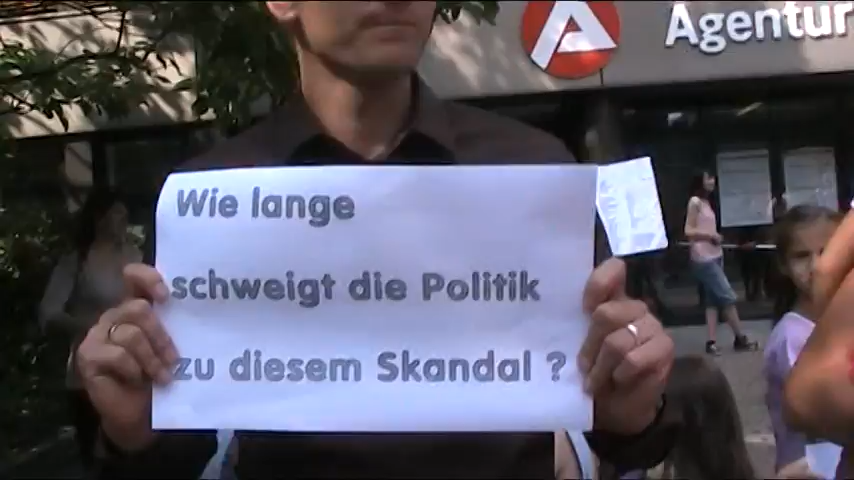 Agentur
Wie lange
schweigt die Politik
zu diesem Skandal ?